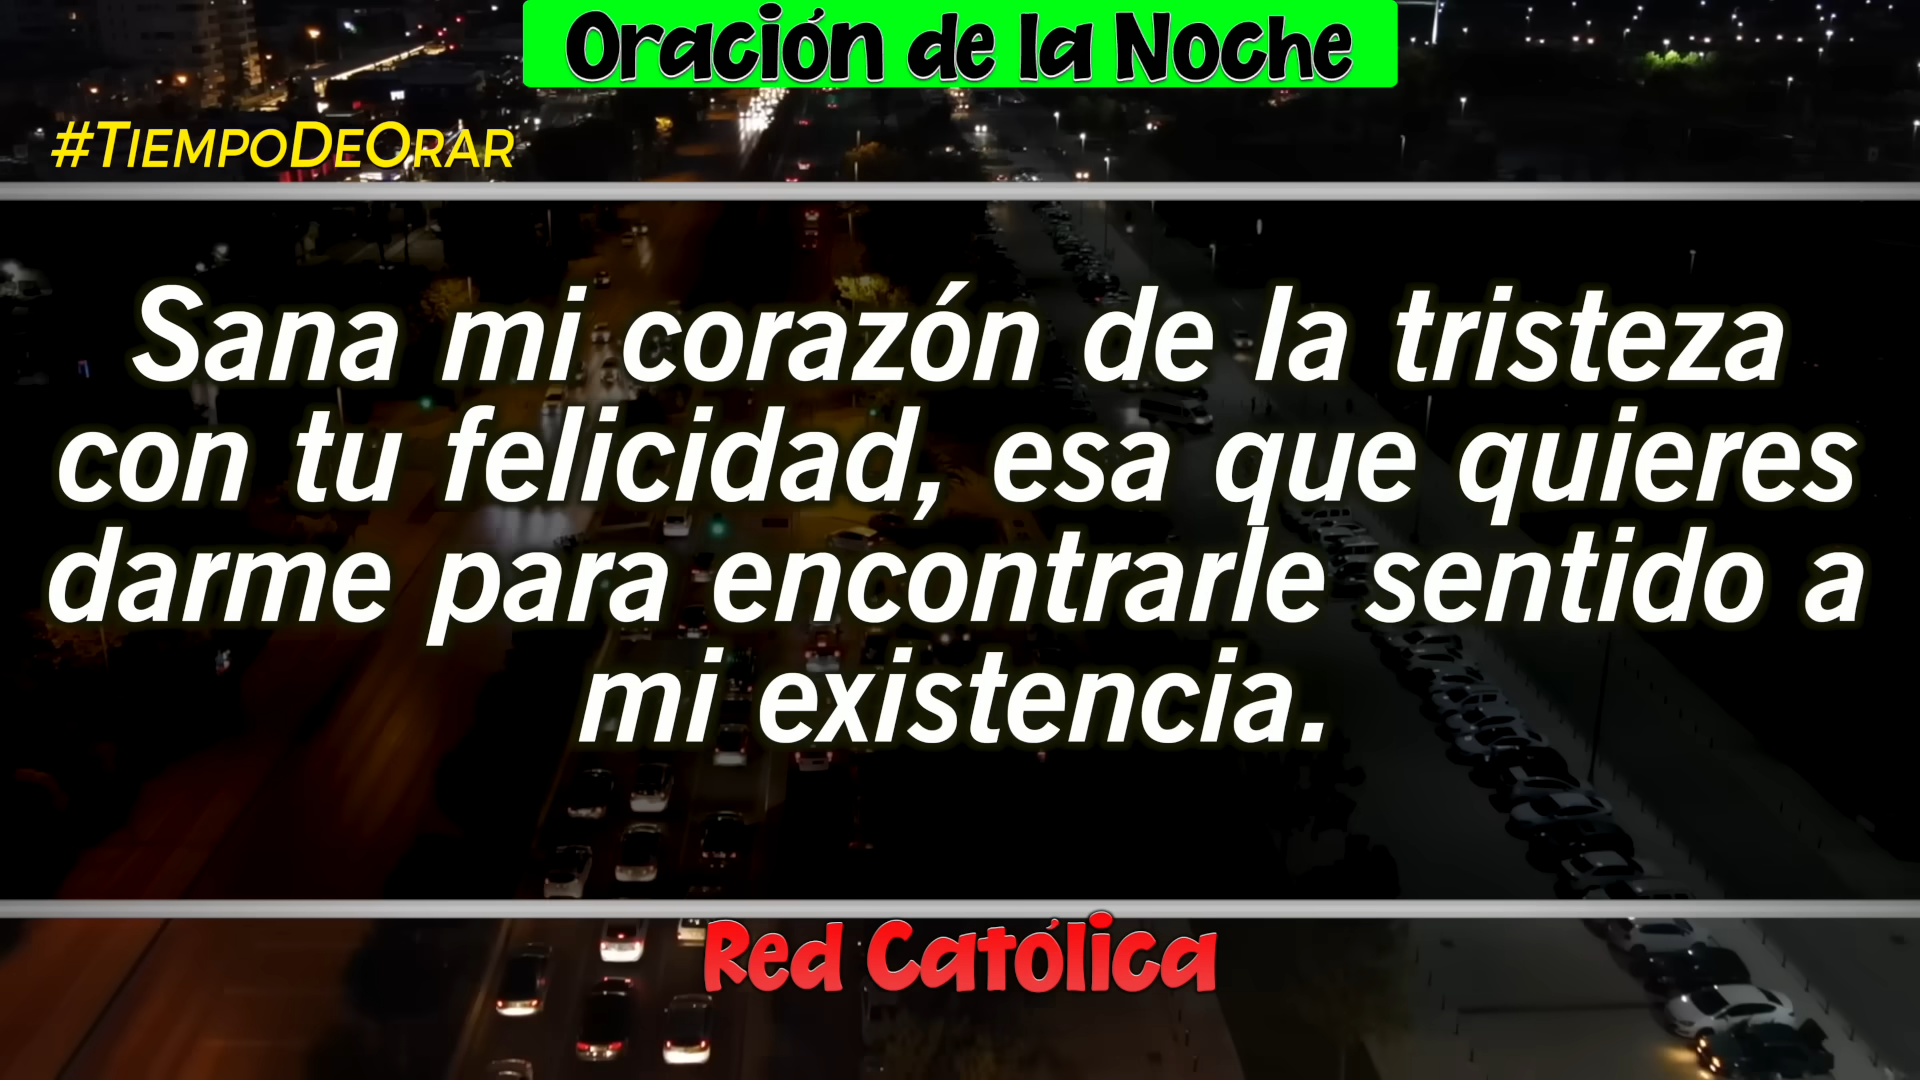 Oración de la Noche
#TiempoDeOrar
Sana mi corazón de la tristeza
con tu felicidad, esa que quieres
darme para encontrarle sentido a
mi existencia.
Red Católica